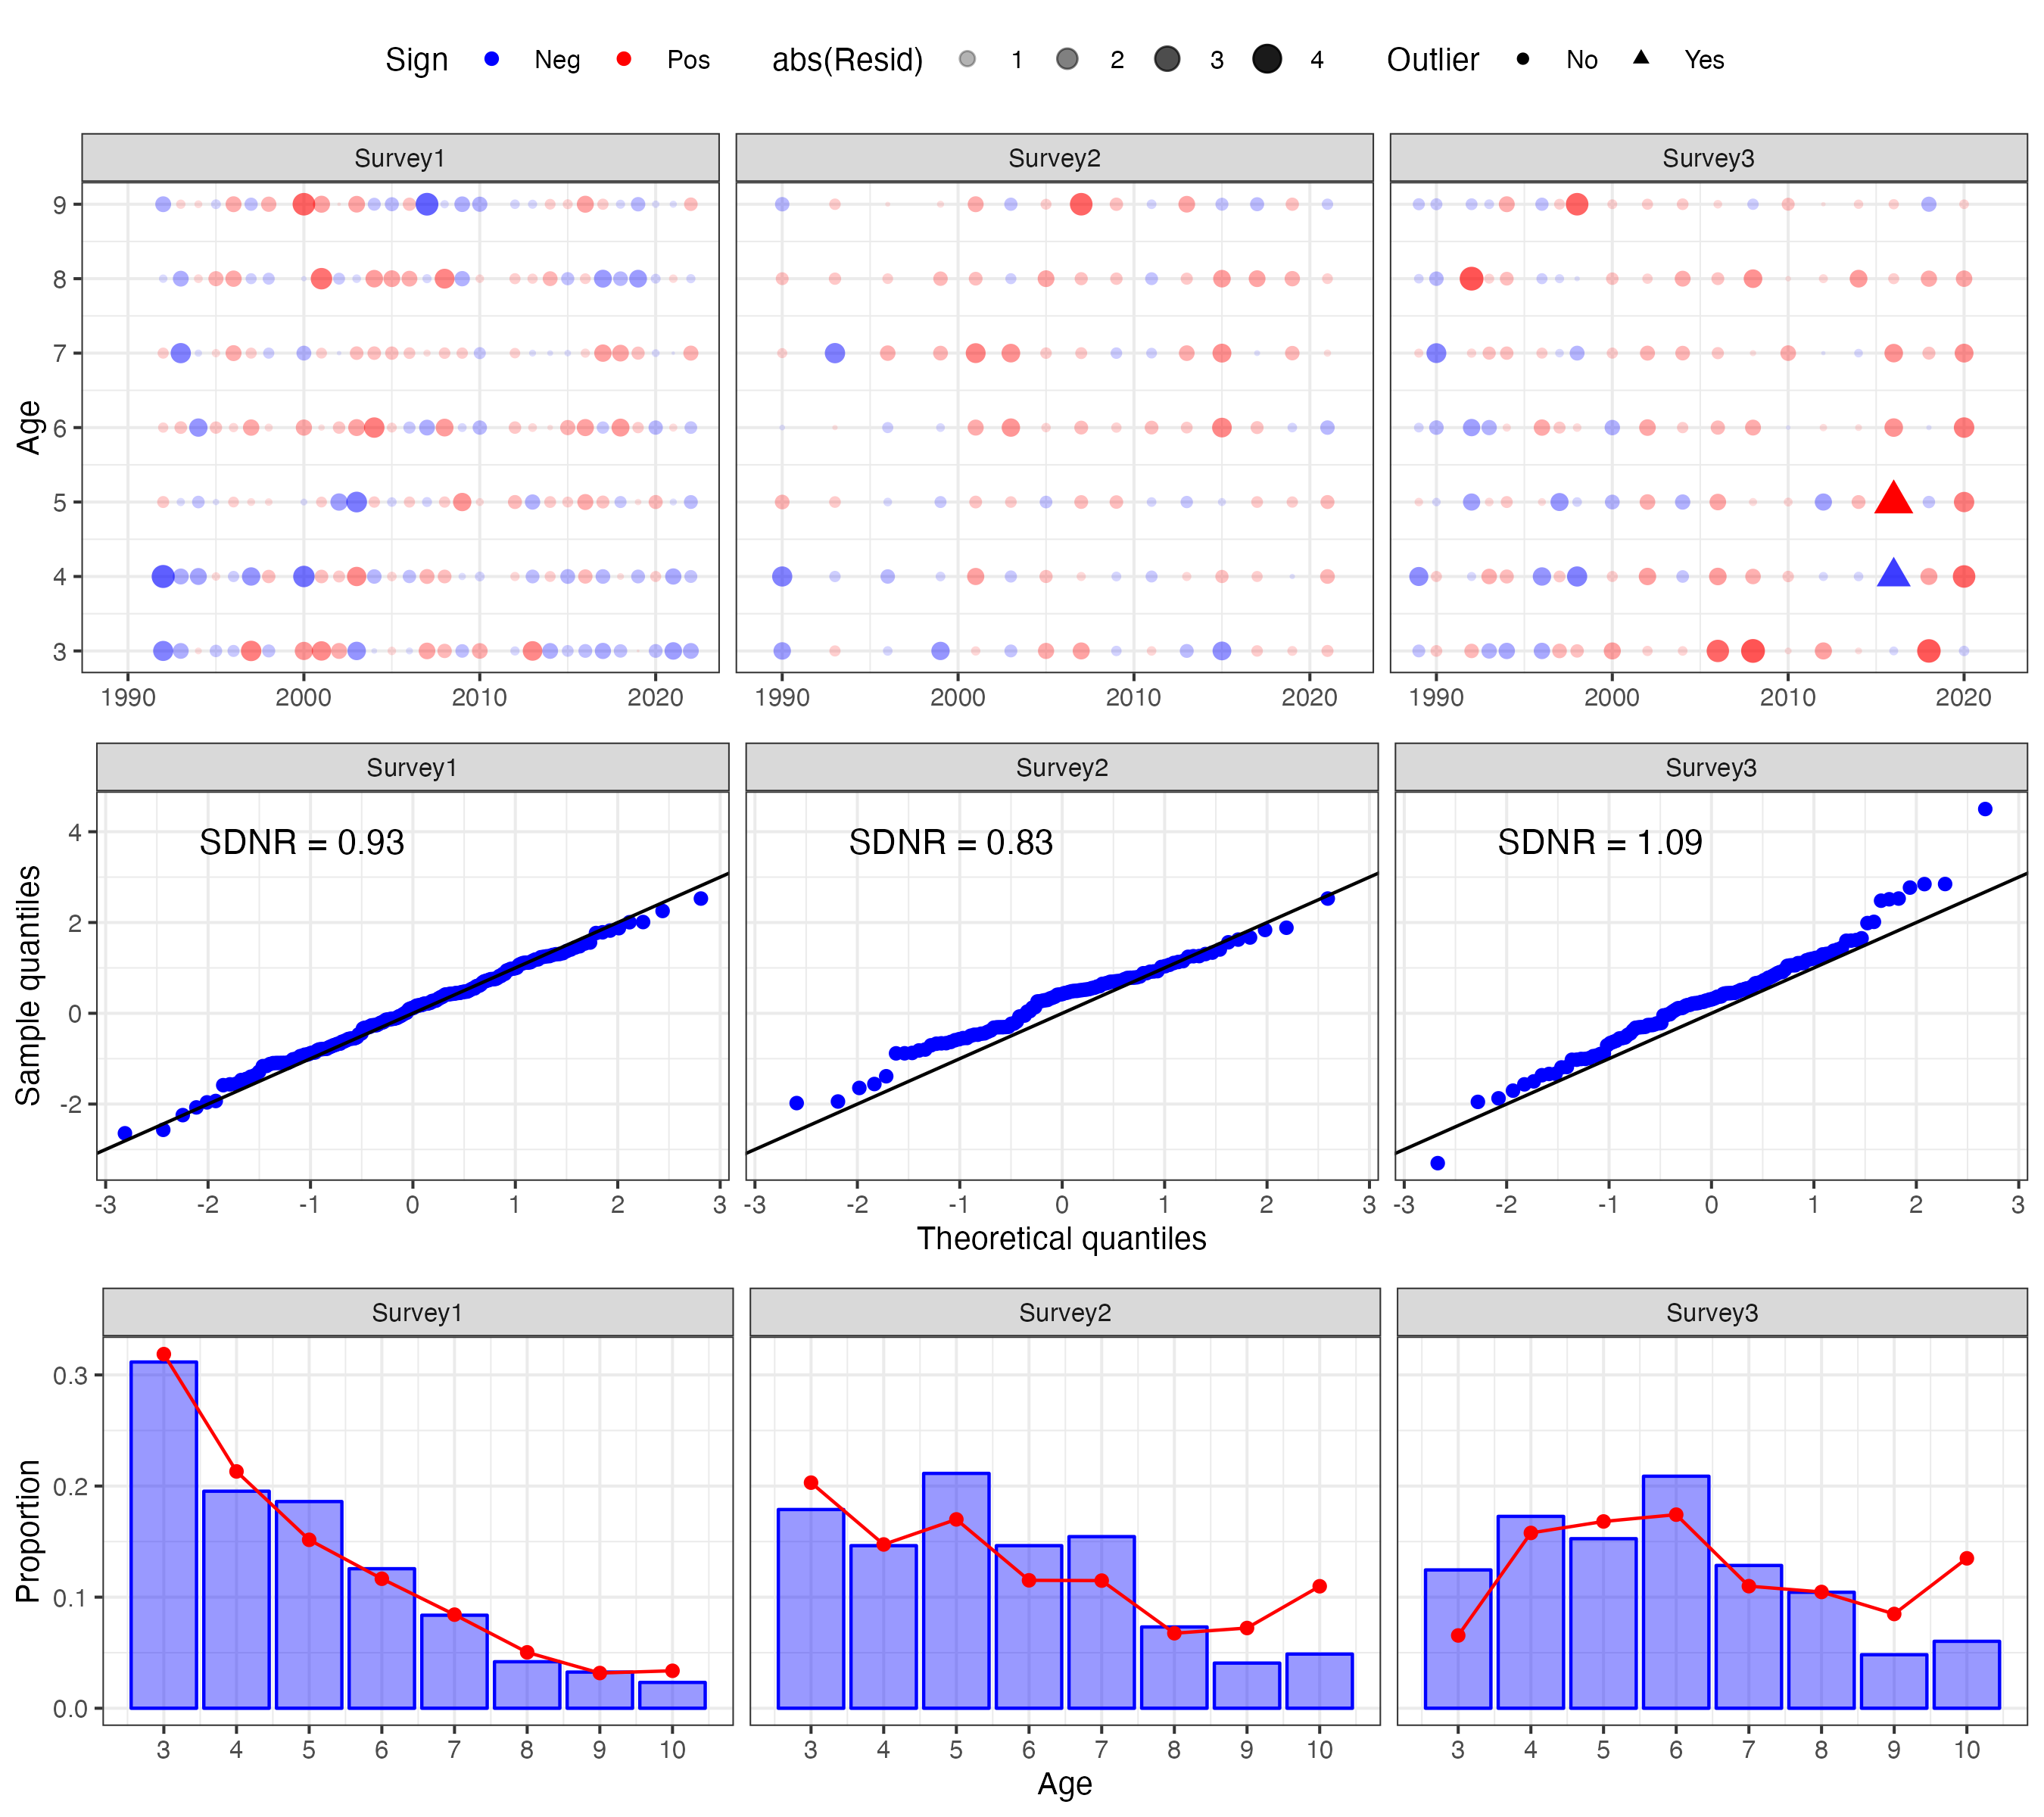 Sign Neg Pos abs(Resid) 1 2 3 4 Outlier No Yes
Survey1 Survey2 Survey3
Age
9
8
7
6
5
4
3
1990 2000 2010 2020 1990 2000 2010 2020 1990 2000 2010 2020
Survey1 Survey2 Survey3
SDNR = 0.93 SDNR = 0.83 SDNR = 1.09
Sample quantiles
4
2
0
-2
-3 -2 -1 0 1 2 3 -3 -2 -1 0 1 2 3 -3 -2 -1 0 1 2 3
Theoretical quantiles
Survey1 Survey2 Survey3
Proportion
0.3
0.2
0.1
0.0
3 4 5 6 7 8 9 10 3 4 5 6 7 8 9 10 3 4 5 6 7 8 9 10
Age